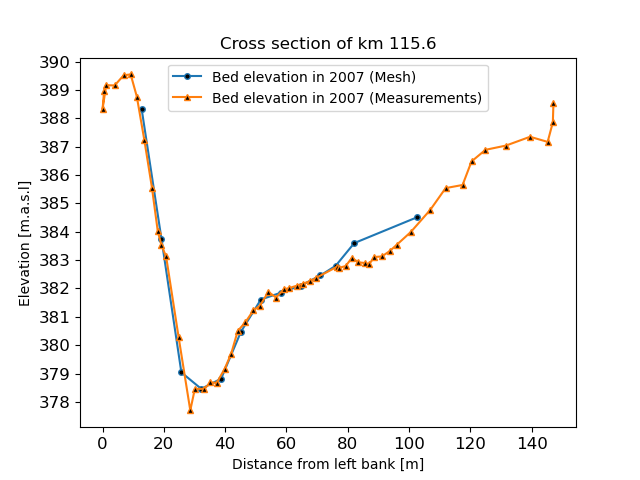 Cross section of km 115.6
Bed elevation in 2007 (Mesh)
Bed elevation in 2007 (Measurements)
Elevation [m.a.s.l]
390
389
388
387
386
385
384
383
382
381
380
379
378
0 20 40 60 80 100 120 140
Distance from left bank [m]